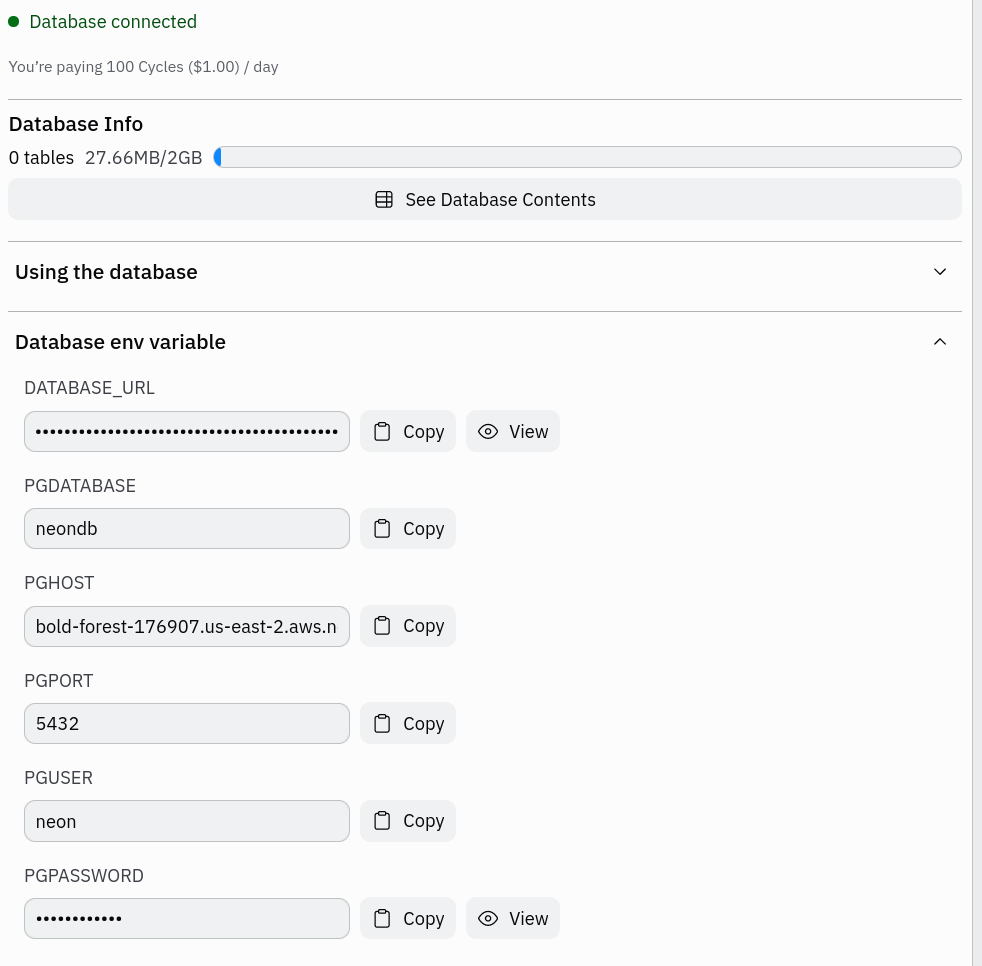 Database connected
You’re paying 100 Cycles ($1.00) / day
Database Info
0 tables 27.66MB/2GB
See Database Contents
Using the database
Database env variable
DATABASE_URL
•••••••••••••••••••••••••••••••••••••••••• Copy View
PGDATABASE
neondb Copy
PGHOST
bold-forest-176907.us-east-2.aws.n Copy
PGPORT
5432 Copy
PGUSER
neon Copy
PGPASSWORD
•••••••••••• Copy View